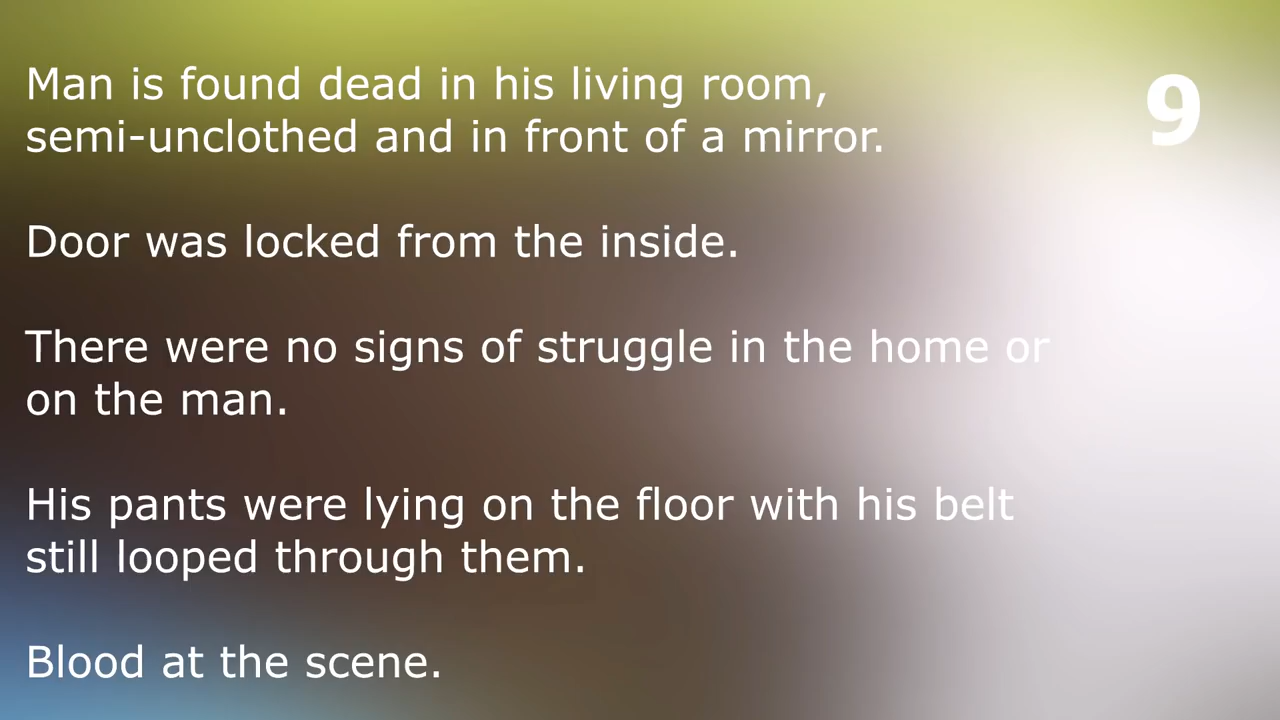 Man is found dead in his living room,
semi-unclothed and in front of a mirror.
9
Door was locked from the inside.
There were no signs of struggle in the home or
on the man.
His pants were lying on the floor with his belt
still looped through them.
Blood at the scene.